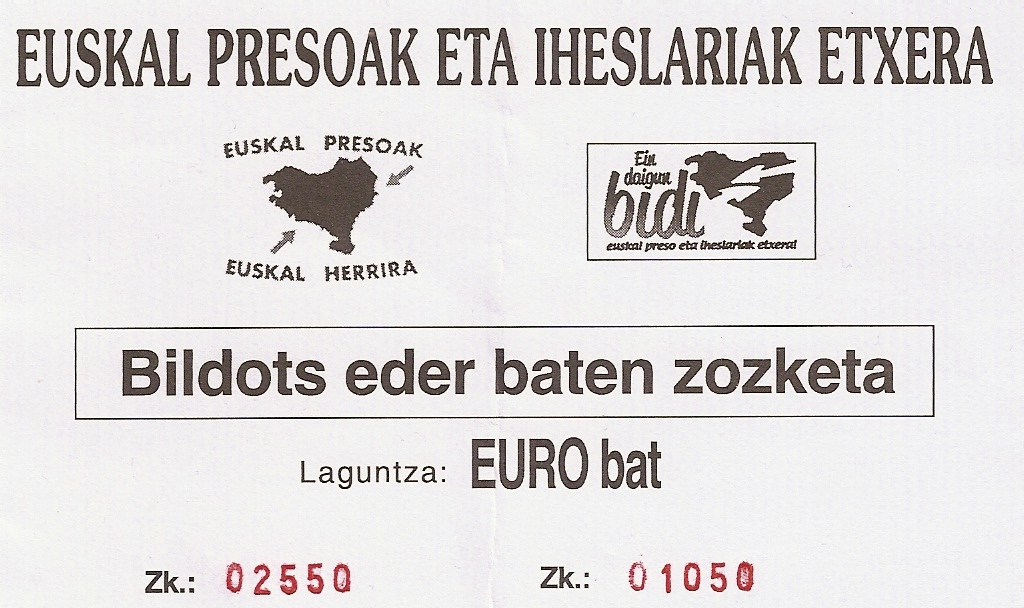 EUSKAL PRESOAK ETA IHESLARIAK ETXERA
EUSKAL PRESOAK
EUSKAL HERRIRA
Ein
daigun
bidi
euskal preso eta iheslariak etxera!
Bildots eder baten zozketa
Laguntza: EURO bat
Zk.: 02550
Zk.: 01050